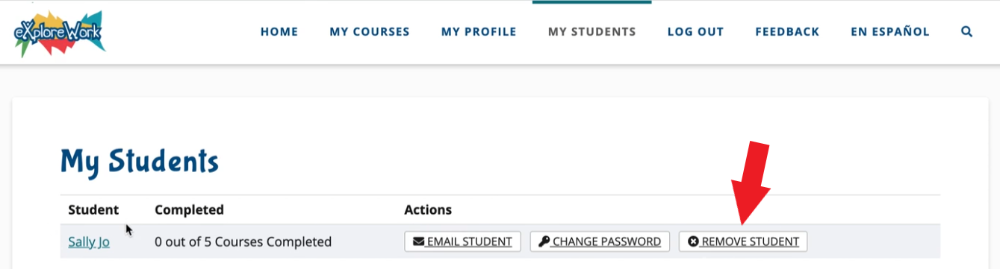 eXploreWork
HOME MY COURSES MY PROFILE MY STUDENTS LOG OUT FEEDBACK EN ESPAÑOL
My Students
Student Completed Actions
Sally Jo 0 out of 5 Courses Completed EMAIL STUDENT CHANGE PASSWORD REMOVE STUDENT